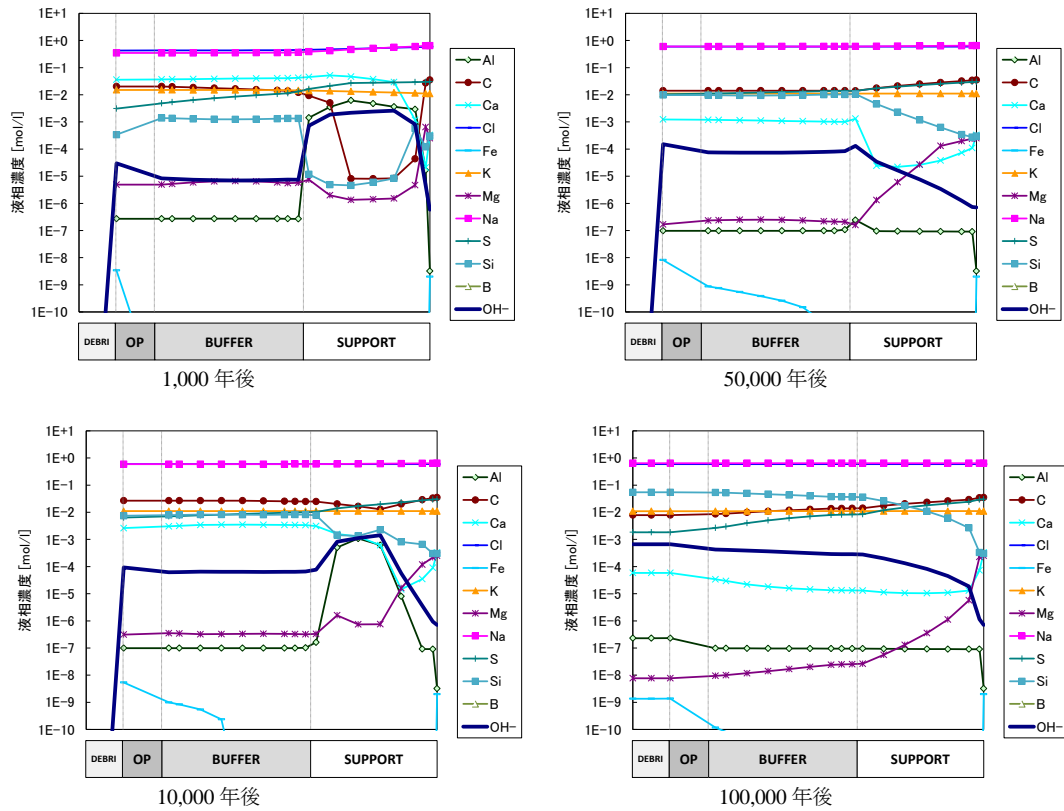 1E+1
1E+0
1E-1
1E-2
1E-3
1E-4
1E-5
1E-6
1E-7
1E-8
1E-9
1E-10
液相濃度 [mol/l]
Al
C
Ca
Cl
Fe
K
Mg
Na
S
Si
B
OH-
DEBRI OP BUFFER SUPPORT
1,000 年後
1E+1
1E+0
1E-1
1E-2
1E-3
1E-4
1E-5
1E-6
1E-7
1E-8
1E-9
1E-10
液相濃度 [mol/l]
Al
C
Ca
Cl
Fe
K
Mg
Na
S
Si
B
OH-
DEBRI OP BUFFER SUPPORT
50,000 年後
1E+1
1E+0
1E-1
1E-2
1E-3
1E-4
1E-5
1E-6
1E-7
1E-8
1E-9
1E-10
液相濃度 [mol/l]
Al
C
Ca
Cl
Fe
K
Mg
Na
S
Si
B
OH-
DEBRI OP BUFFER SUPPORT
10,000 年後
1E+1
1E+0
1E-1
1E-2
1E-3
1E-4
1E-5
1E-6
1E-7
1E-8
1E-9
1E-10
液相濃度 [mol/l]
Al
C
Ca
Cl
Fe
K
Mg
Na
S
Si
B
OH-
DEBRI OP BUFFER SUPPORT
100,000 年後